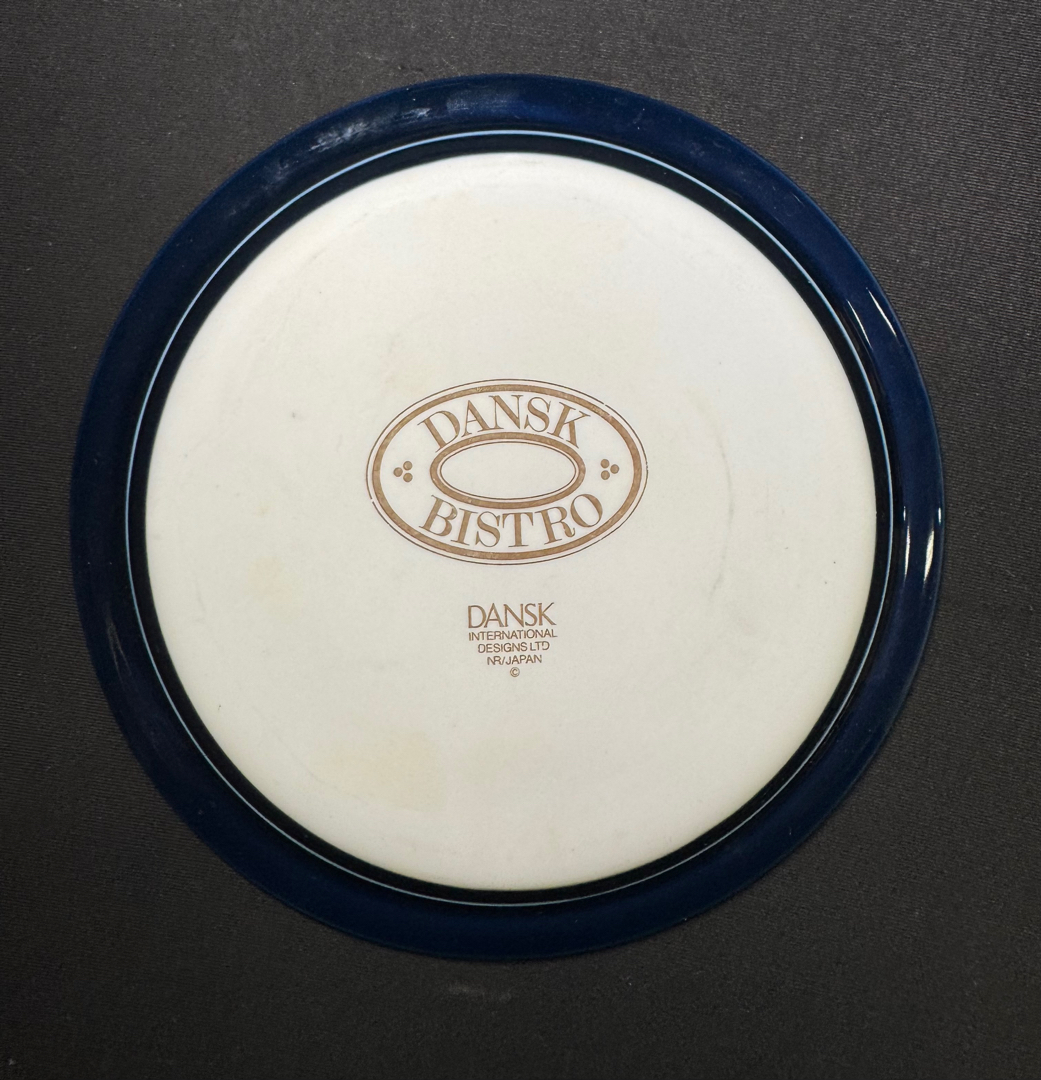 DANSK
BISTRO
DANSK
INTERNATIONAL
DESIGNS LTD
NR/JAPAN
©